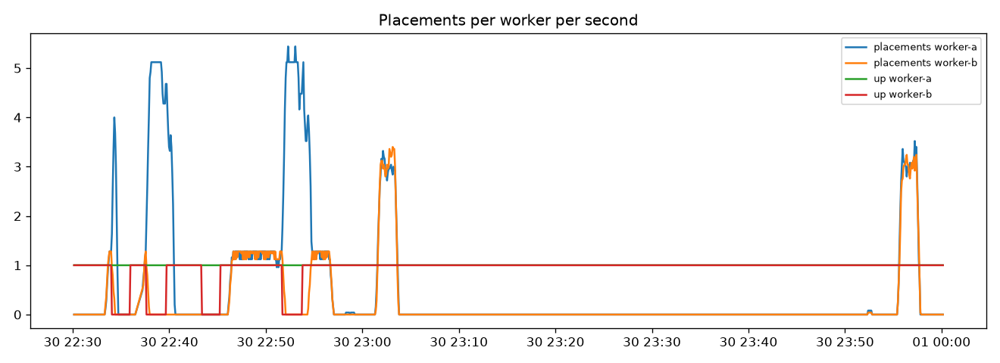 Placements per worker per second
placements worker-a
placements worker-b
up worker-a
up worker-b
5
4
3
2
1
0
30 22:30 30 22:40 30 22:50 30 23:00 30 23:10 30 23:20 30 23:30 30 23:40 30 23:50 01 00:00